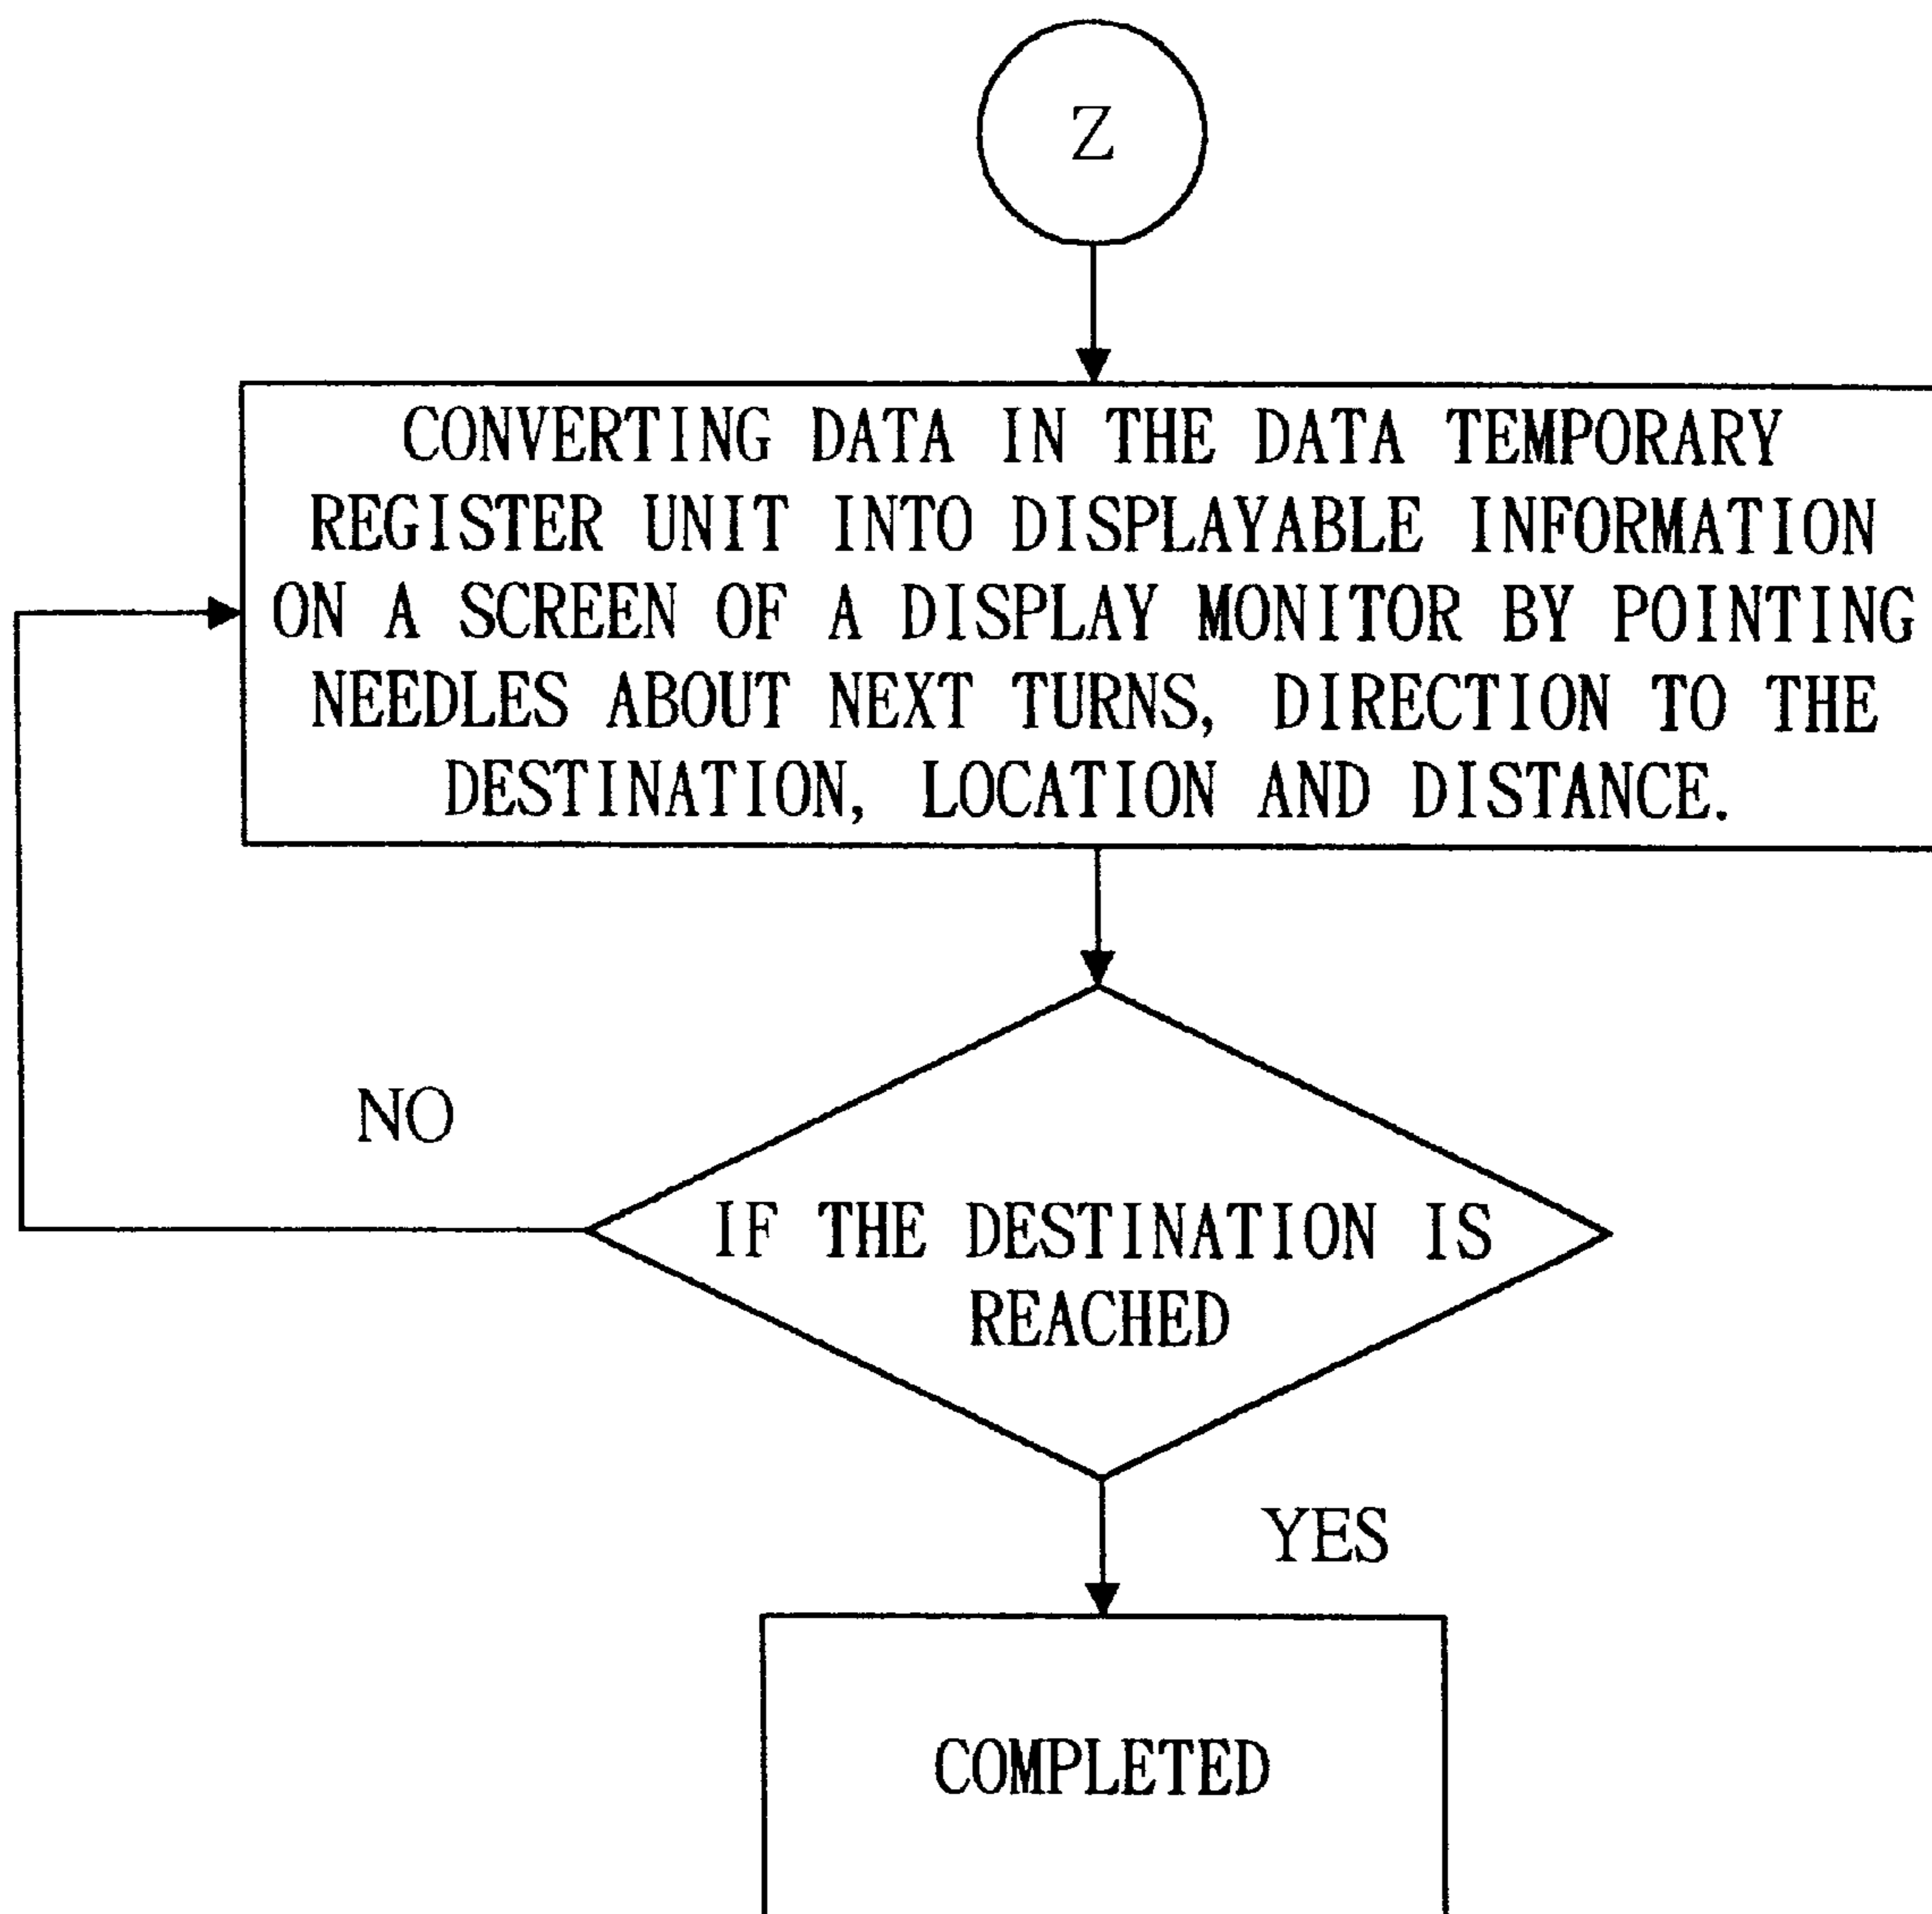 Z
CONVERTING DATA IN THE DATA TEMPORARY
REGISTER UNIT INTO DISPLAYABLE INFORMATION
ON A SCREEN OF A DISPLAY MONITOR BY POINTING
NEEDLES ABOUT NEXT TURNS, DIRECTION TO THE
DESTINATION, LOCATION AND DISTANCE.
NO
IF THE DESTINATION IS
REACHED
YES
COMPLETED